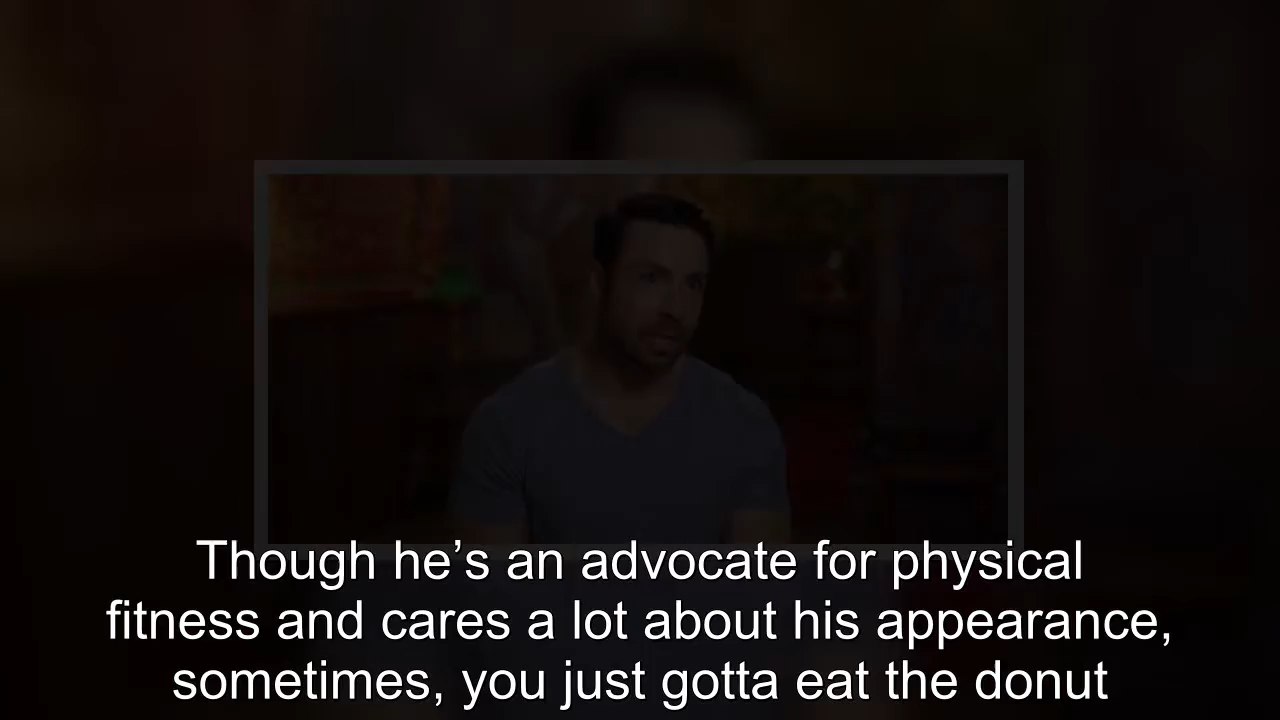 Though he’s an advocate for physical
fitness and cares a lot about his appearance,
sometimes, you just gotta eat the donut